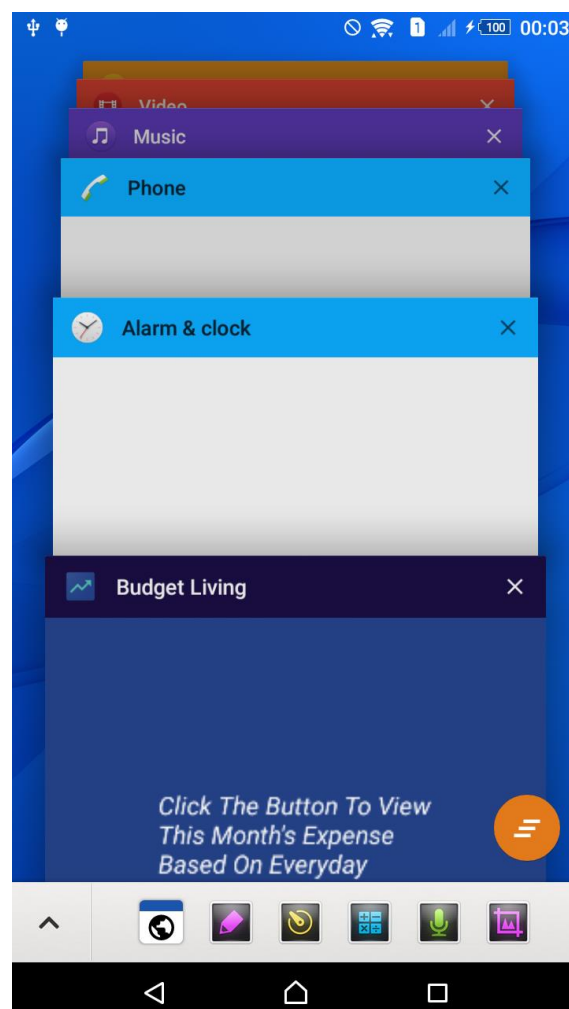 1 100 00:03
Video
Music
Phone
Alarm & clock
Budget Living
Click The Button To View
This Month's Expense
Based On Everyday